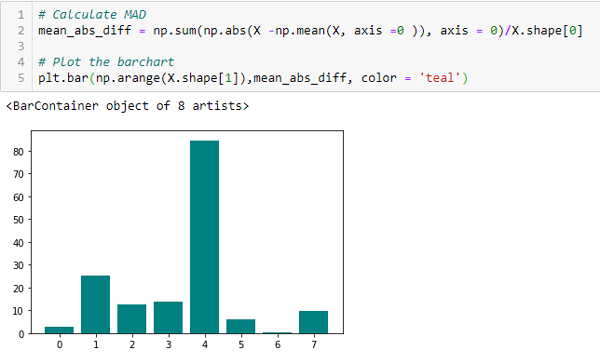 1 # Calculate MAD
2 mean_abs_diff = np.sum(np.abs(X -np.mean(X, axis =0 )), axis = 0)/X.shape[0]
3
4 # Plot the barchart
5 plt.bar(np.arange(X.shape[1]),mean_abs_diff, color = 'teal')
<BarContainer object of 8 artists>
80
70
60
50
40
30
20
10
0
0 1 2 3 4 5 6 7